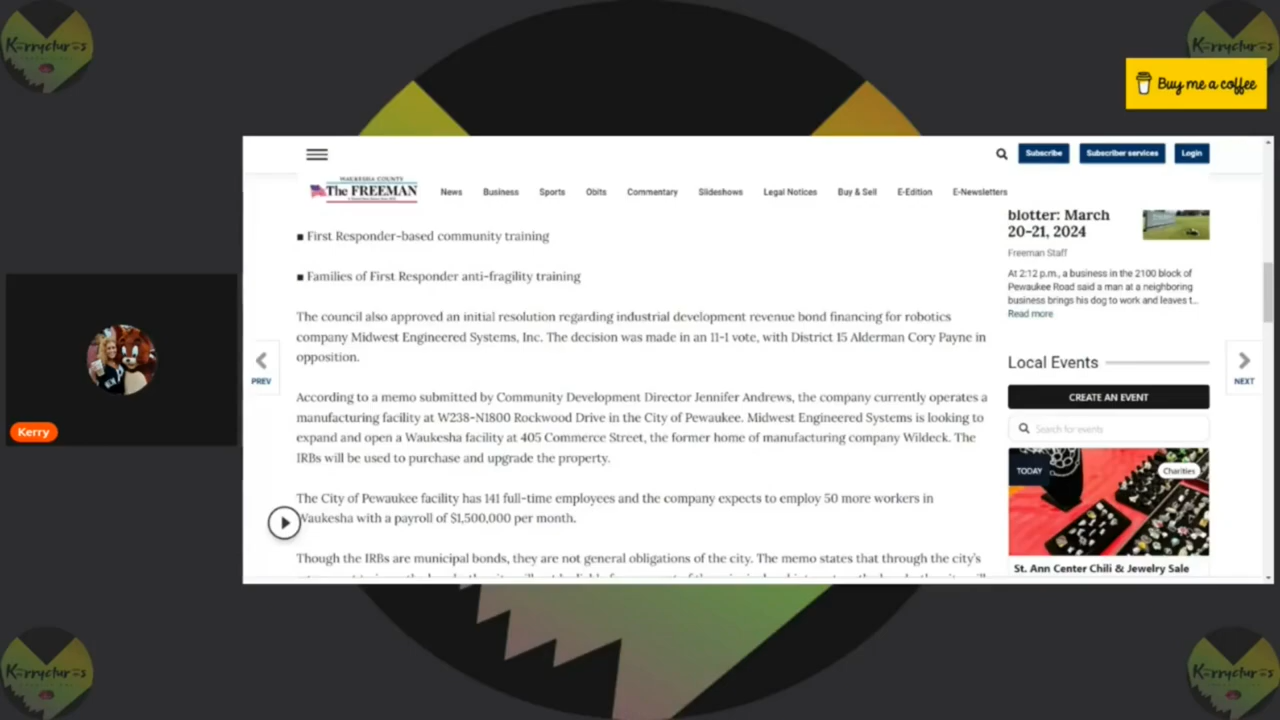 Kerryctur=s
Kerryctur=s
Buy me a coffee
Subscribe
Subscriber services
Login
WAUKESHA COUNTY
The FREEMAN
News
Business
Sports
Obits
Commentary
Slideshows
Legal Notices
Buy & Sell
E-Edition
E-Newsletters
■ First Responder-based community training
■ Families of First Responder anti-fragility training
The council also approved an initial resolution regarding industrial development revenue bond financing for robotics
company Midwest Engineered Systems, Inc. The decision was made in an 11-1 vote, with District 15 Alderman Cory Payne in
opposition.
According to a memo submitted by Community Development Director Jennifer Andrews, the company currently operates a
manufacturing facility at W238-N1800 Rockwood Drive in the City of Pewaukee. Midwest Engineered Systems is looking to
expand and open a Waukesha facility at 405 Commerce Street, the former home of manufacturing company Wildeck. The
IRBs will be used to purchase and upgrade the property.
The City of Pewaukee facility has 141 full-time employees and the company expects to employ 50 more workers in
Waukesha with a payroll of $1,500,000 per month.
Though the IRBs are municipal bonds, they are not general obligations of the city. The memo states that through the city's
PREV
NEXT
blotter: March
20-21, 2024
Freeman Staff
At 2:12 p.m., a business in the 2100 block of
Pewaukee Road said a man at a neighboring
business brings his dog to work and leaves t...
Read more
Local Events
CREATE AN EVENT
Search for events
TODAY
Charities
St. Ann Center Chili & Jewelry Sale
Kerry
Kerryctur=s
Kerryctur=s